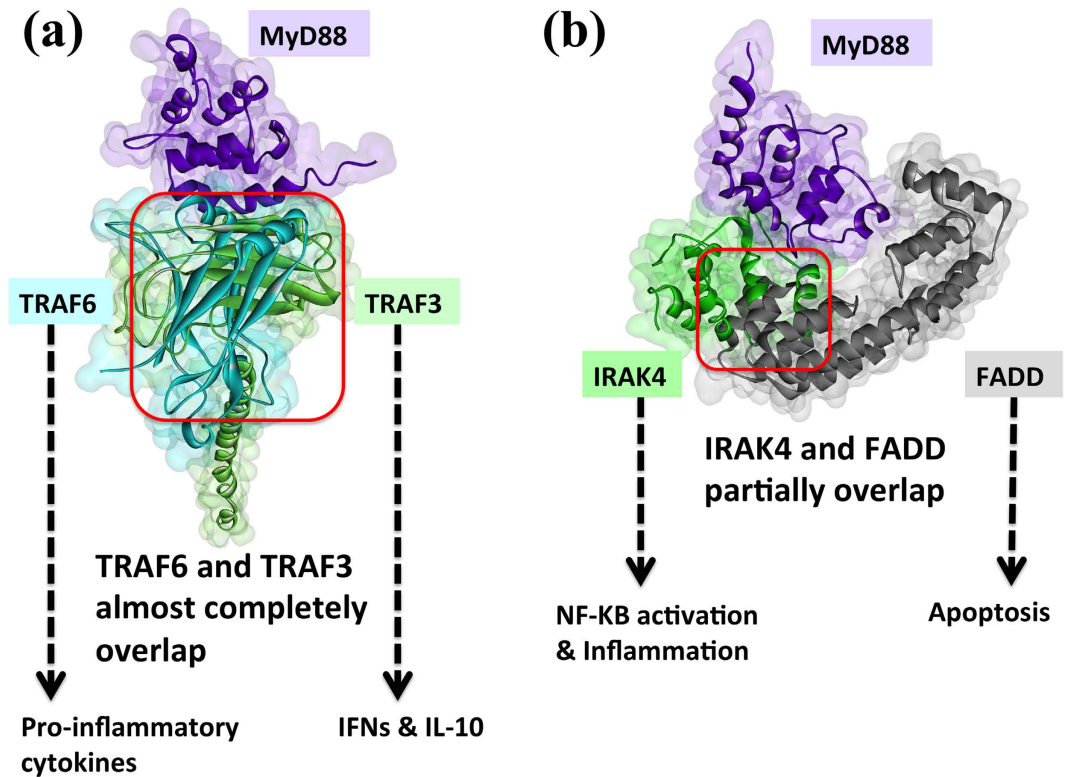 (a)
MyD88
TRAF6
TRAF3
TRAF6 and TRAF3
almost completely
overlap
Pro-inflammatory
cytokines
IFNs & IL-10
(b)
MyD88
IRAK4
FADD
IRAK4 and FADD
partially overlap
NF-KB activation
& Inflammation
Apoptosis